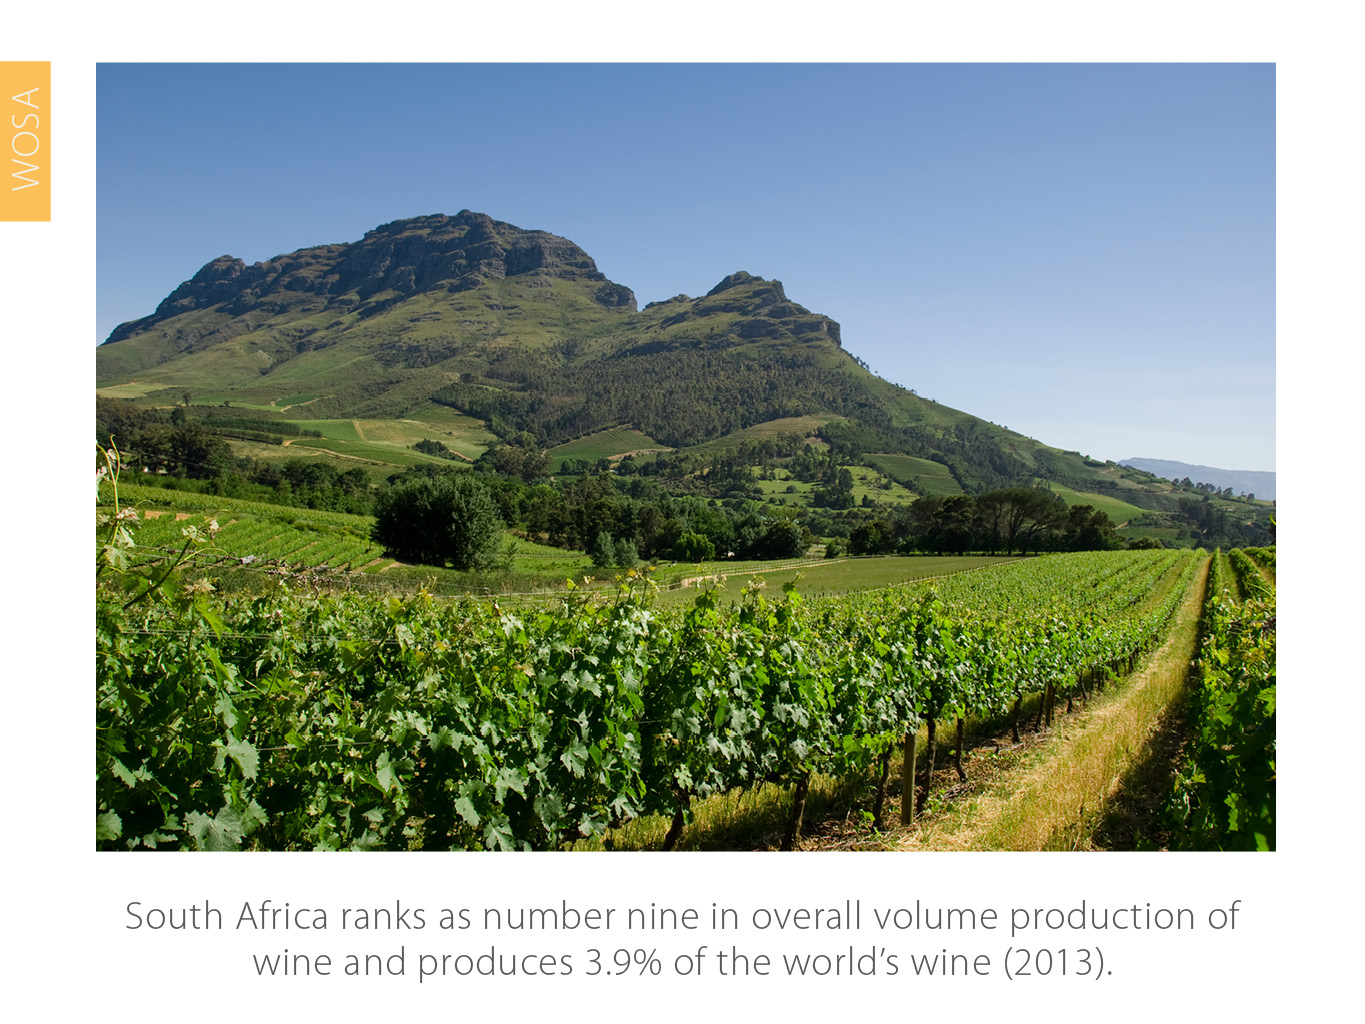 WOSA
South Africa ranks as number nine in overall volume production of
wine and produces 3.9% of the world’s wine (2013).